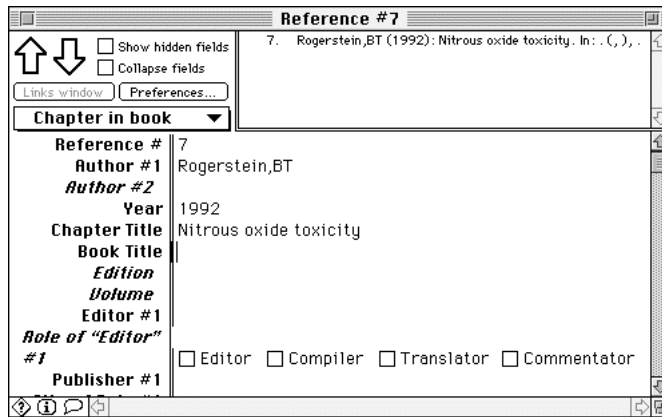 Reference #7
Show hidden fields
Collapse fields
Links window Preferences...
Chapter in book
7. Rogerstein,BT (1992): Nitrous oxide toxicity. In: . (,), .
Reference # 7
Author #1 Rogerstein,BT
Author #2
Year 1992
Chapter Title Nitrous oxide toxicity
Book Title
Edition
Volume
Editor #1
Role of "Editor"
#1 Editor Compiler Translator Commentator
Publisher #1